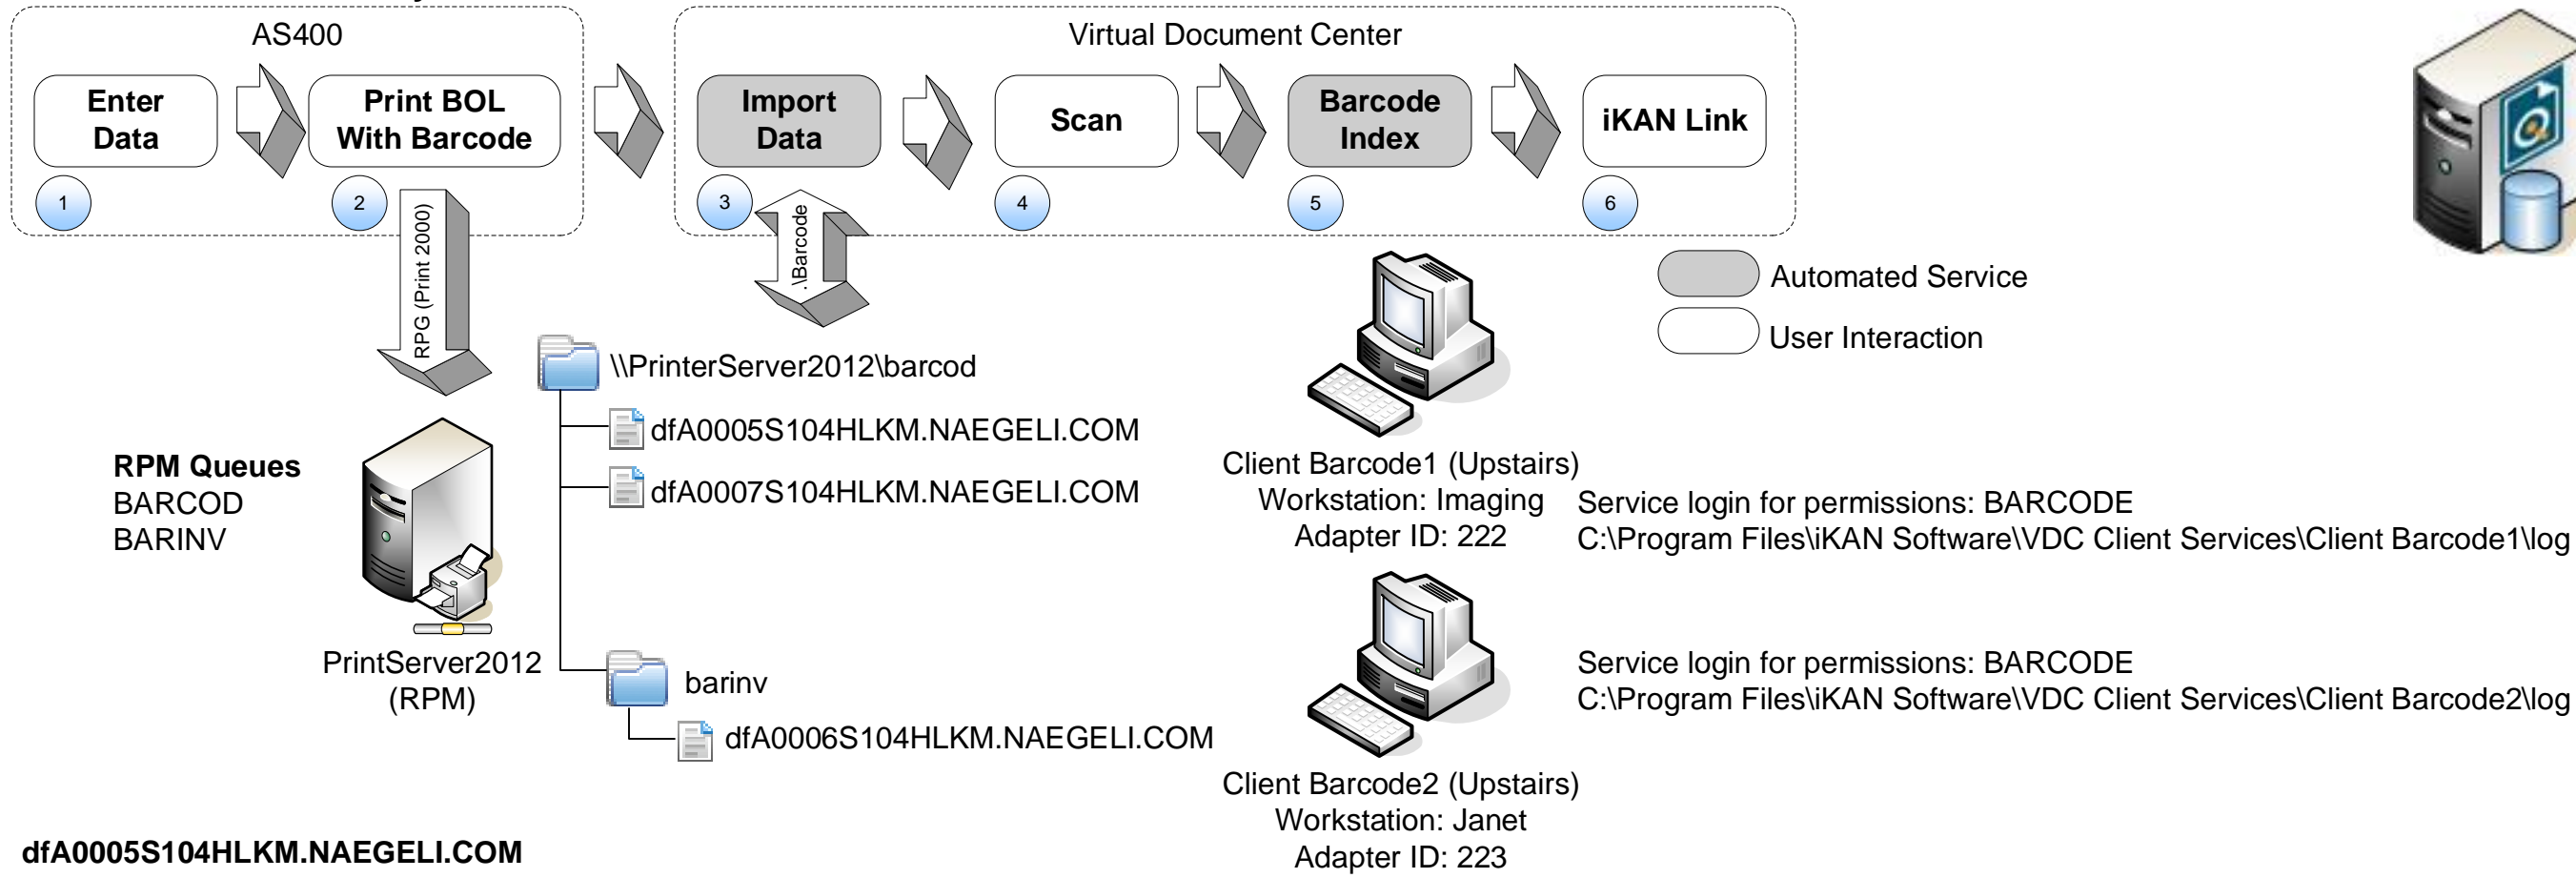 AS400
Virtual Document Center
Enter
Data
Print BOL
With Barcode
Import
Data
Scan
Barcode
Index
iKAN Link
1
2
3
4
5
6
RPG (Print 2000)
.\Barcode
Automated Service
User Interaction
\\PrinterServer2012\barcod
dfA0005S104HLKM.NAEGELI.COM
dfA0007S104HLKM.NAEGELI.COM
RPM Queues
BARCOD
BARINV
PrintServer2012
(RPM)
barinv
dfA0006S104HLKM.NAEGELI.COM
Client Barcode1 (Upstairs)
Workstation: Imaging
Adapter ID: 222
Service login for permissions: BARCODE
C:\Program Files\iKAN Software\VDC Client Services\Client Barcode1\log
Service login for permissions: BARCODE
C:\Program Files\iKAN Software\VDC Client Services\Client Barcode2\log
Client Barcode2 (Upstairs)
Workstation: Janet
Adapter ID: 223
dfA0005S104HLKM.NAEGELI.COM